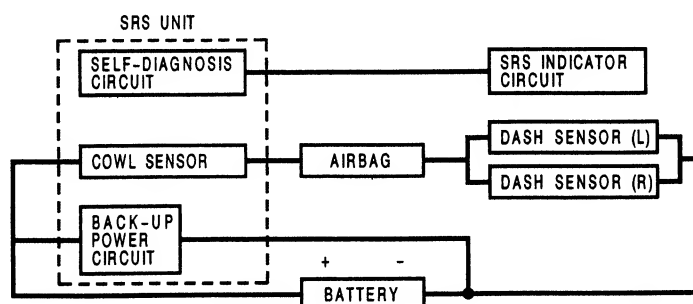 SRS UNIT
SELF-DIAGNOSIS
CIRCUIT
SRS INDICATOR
CIRCUIT
COWL SENSOR
AIRBAG
DASH SENSOR (L)
DASH SENSOR (R)
BACK-UP
POWER
CIRCUIT
+ -
BATTERY